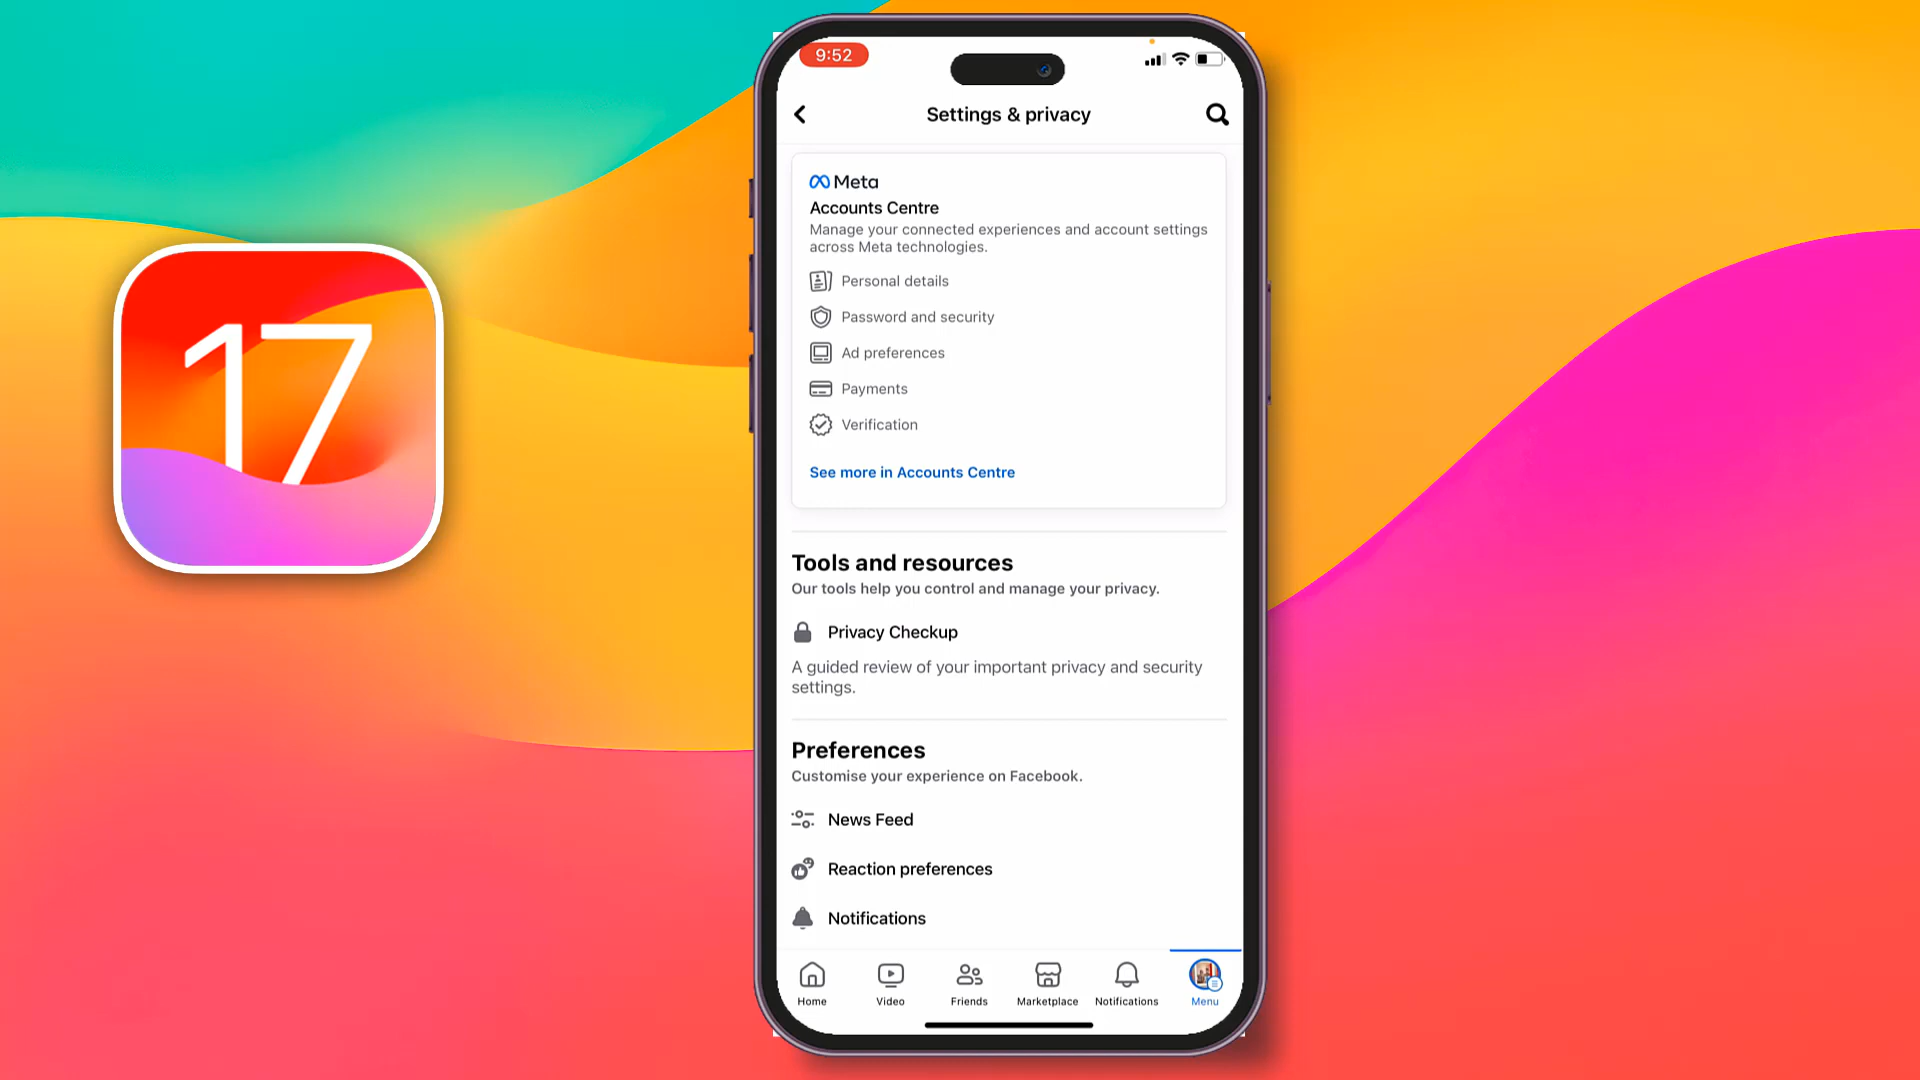 17
9:52
Settings & privacy
Meta
Accounts Centre
Manage your connected experiences and account settings
across Meta technologies.
Personal details
Password and security
Ad preferences
Payments
Verification
See more in Accounts Centre
Tools and resources
Our tools help you control and manage your privacy.
Privacy Checkup
A guided review of your important privacy and security
settings.
Preferences
Customise your experience on Facebook.
News Feed
Reaction preferences
Notifications
Home
Video
Friends
Marketplace
Notifications
Menu